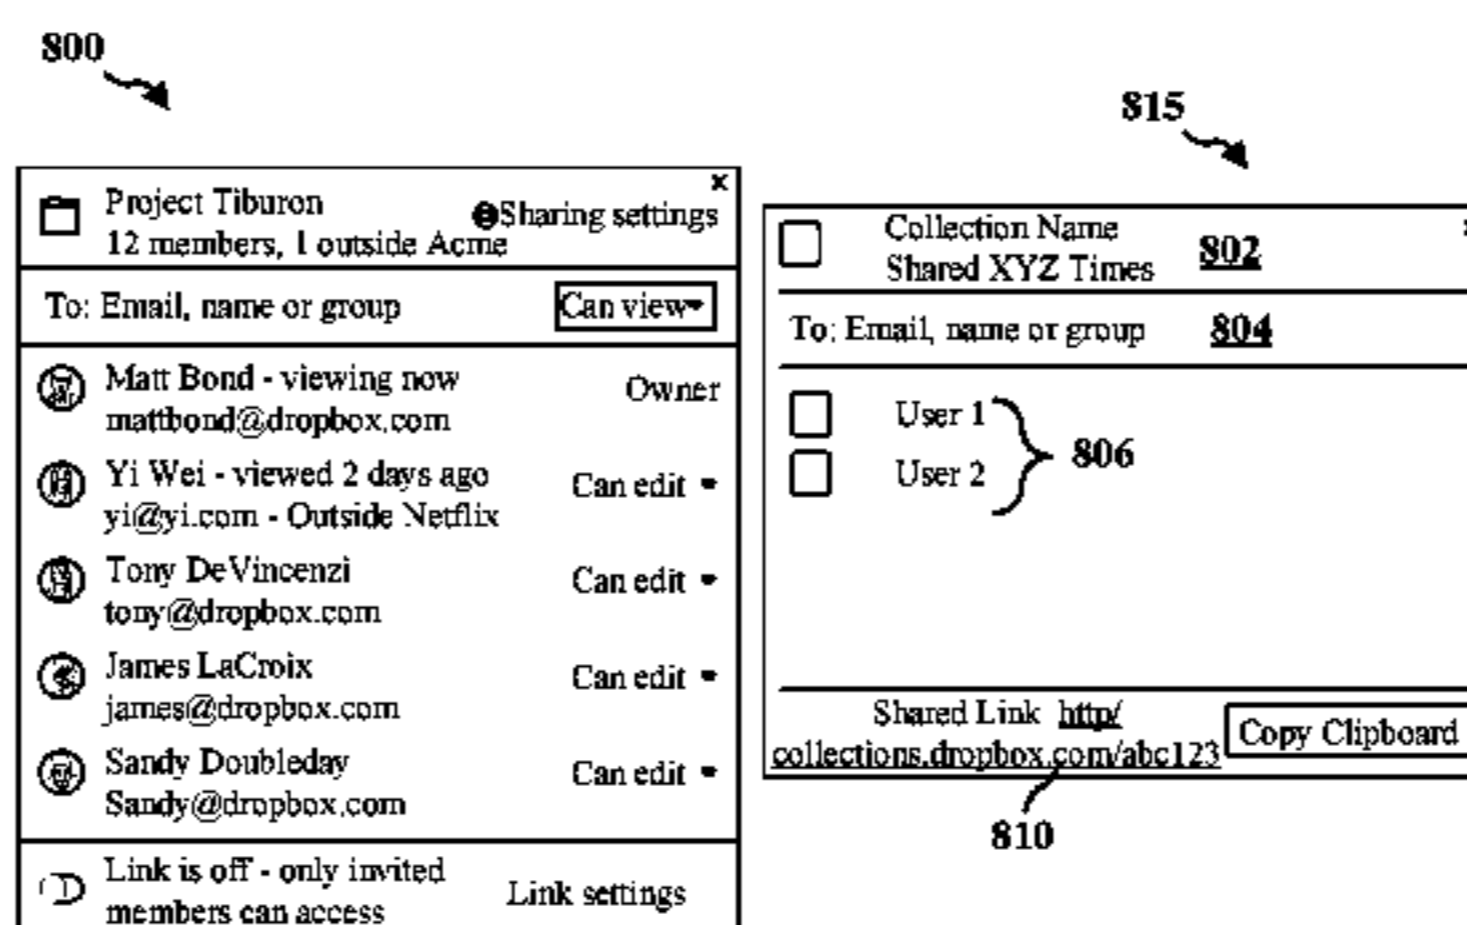 800
Project Tiburon
Sharing settings
12 members, 1 outside Acme
x
To: Email, name or group
Can view
Matt Bond - viewing now
Owner
mattbond@dropbox.com
Yi Wei - viewed 2 days ago
Can edit
yi@yi.com - Outside Netflix
Tony DeVincenzi
Can edit
tony@dropbox.com
James LaCroix
Can edit
james@dropbox.com
Sandy Doubleday
Can edit
Sandy@dropbox.com
Link is off - only invited
members can access
Link settings
815
Collection Name
Shared XYZ Times
802
To: Email, name or group
804
User 1
User 2
806
Shared Link http/
collections.dropbox.com/abc123
Copy Clipboard
810